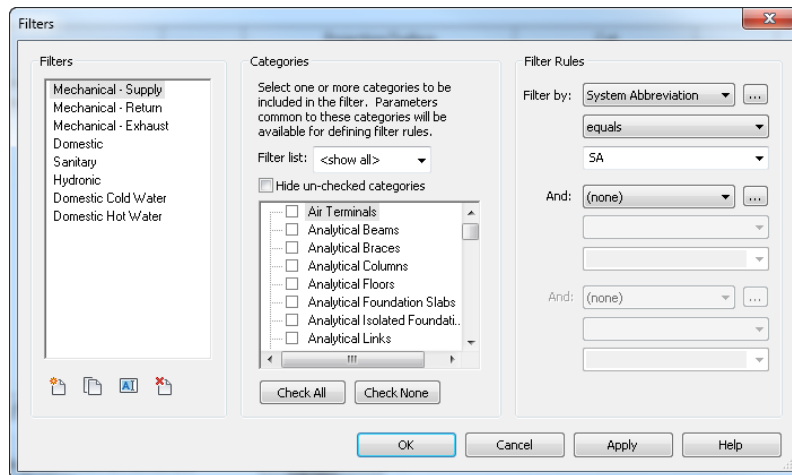 Filters
Filters
Mechanical - Supply
Mechanical - Return
Mechanical - Exhaust
Domestic
Sanitary
Hydronic
Domestic Cold Water
Domestic Hot Water
Categories
Select one or more categories to be
included in the filter. Parameters
common to these categories will be
available for defining filter rules.
Filter list: <show all>
Hide un-checked categories
Air Terminals
Analytical Beams
Analytical Braces
Analytical Columns
Analytical Floors
Analytical Foundation Slabs
Analytical Isolated Foundati..
Analytical Links
Check All Check None
Filter Rules
Filter by: System Abbreviation ...
equals
SA
And: (none) ...
And: (none) ...
OK Cancel Apply Help